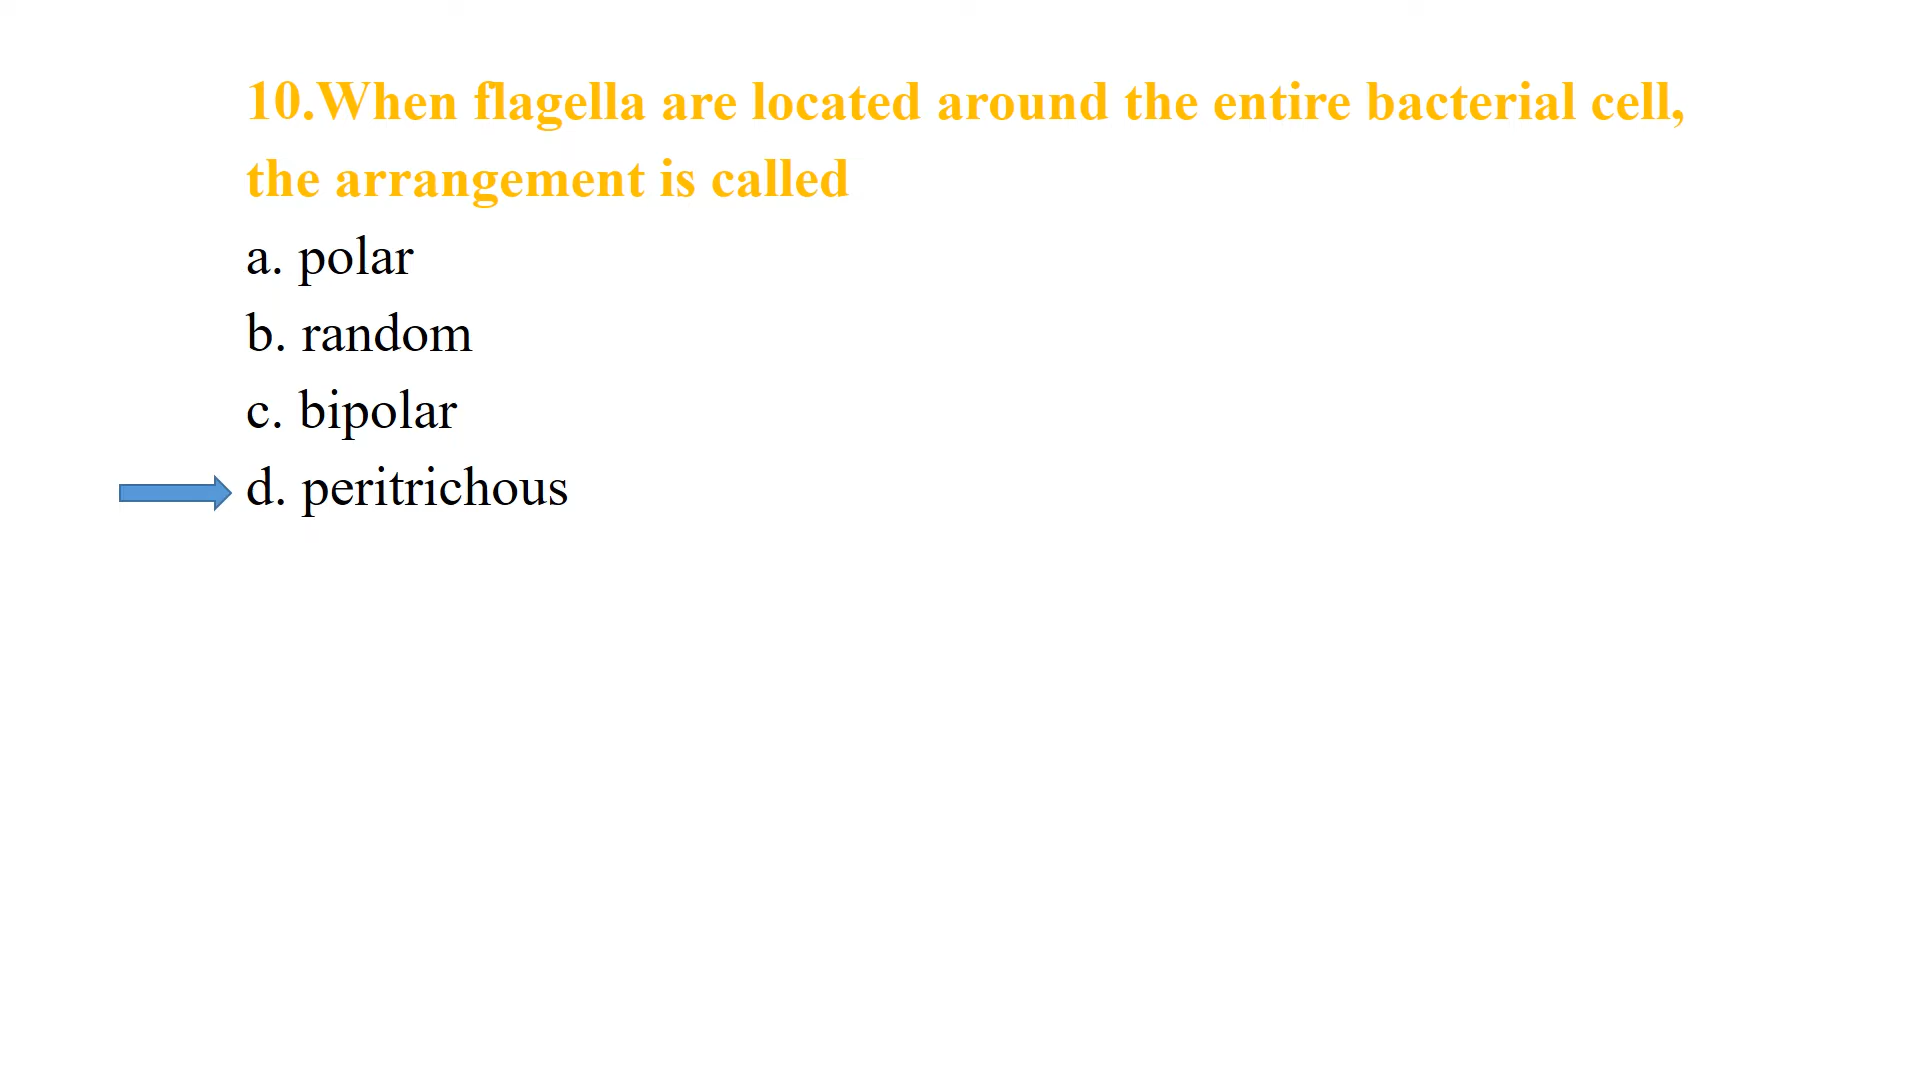 10.When flagella are located around the entire bacterial cell,
the arrangement is called
a. polar
b. random
c. bipolar
d. peritrichous